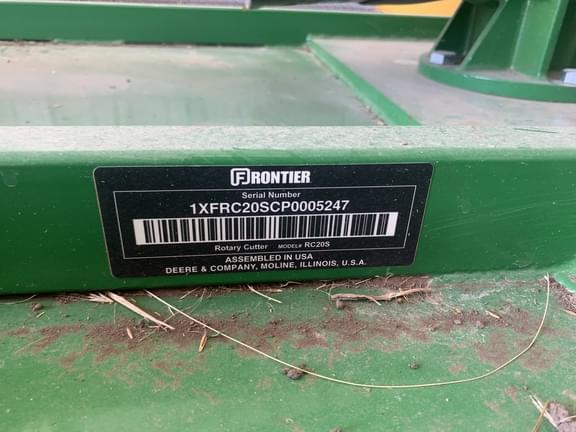 FRONTIER
Serial Number
1XFRC20SCP0005247
Rotary Cutter MODEL# RC20S
ASSEMBLED IN USA
DEERE & COMPANY, MOLINE, ILLINOIS, U.S.A.